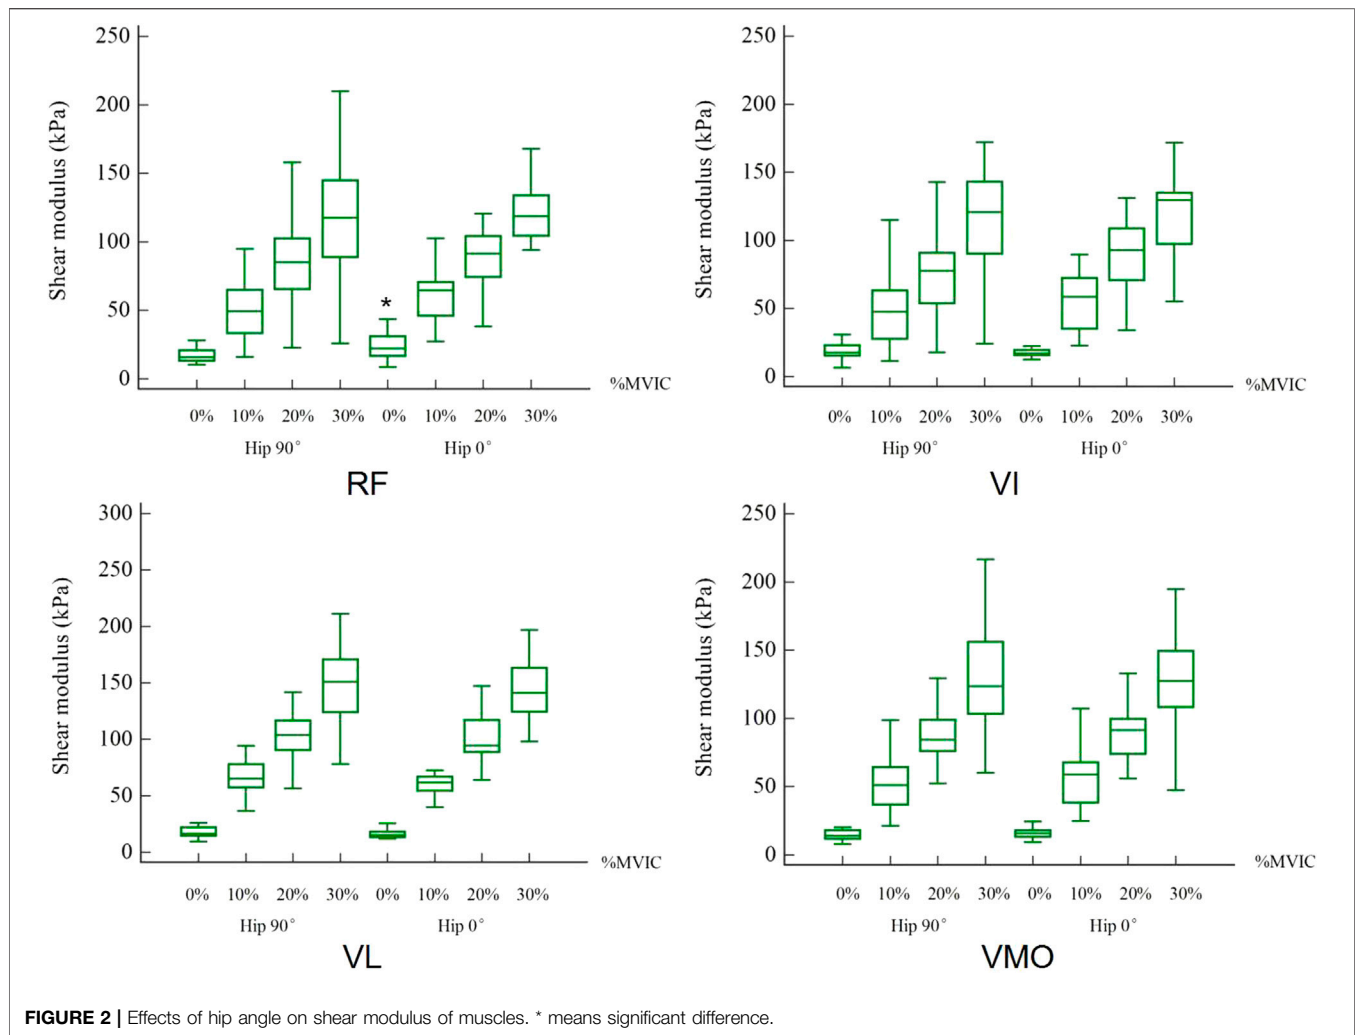 250
200
150
100
50
0
Shear modulus (kPa)
*
%MVIC
0% 10% 20% 30% 0% 10% 20% 30%
Hip 90° Hip 0°
RF
250
200
150
100
50
0
Shear modulus (kPa)
%MVIC
0% 10% 20% 30% 0% 10% 20% 30%
Hip 90° Hip 0°
VI
300
250
200
150
100
50
0
Shear modulus (kPa)
%MVIC
0% 10% 20% 30% 0% 10% 20% 30%
Hip 90° Hip 0°
VL
250
200
150
100
50
0
Shear modulus (kPa)
%MVIC
0% 10% 20% 30% 0% 10% 20% 30%
Hip 90° Hip 0°
VMO
FIGURE 2 | Effects of hip angle on shear modulus of muscles. * means significant difference.